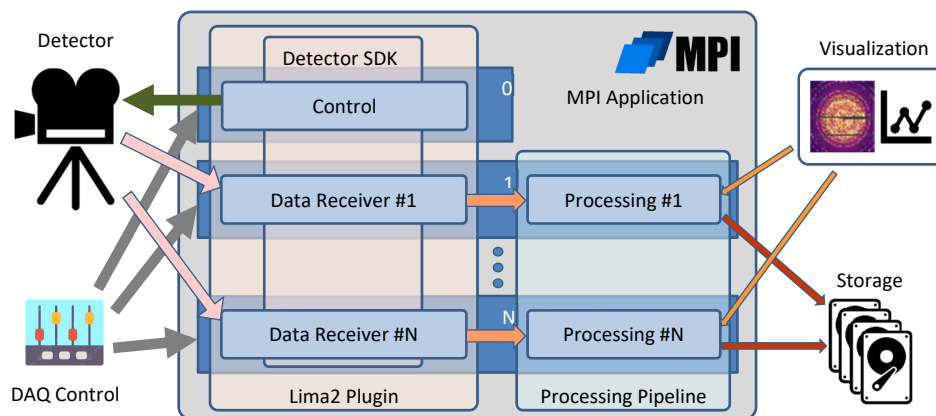 Detector
Detector SDK
MPI
Visualization
0
Control
MPI Application
1
Data Receiver #1
Processing #1
Storage
N
Data Receiver #N
Processing #N
DAQ Control
Lima2 Plugin
Processing Pipeline